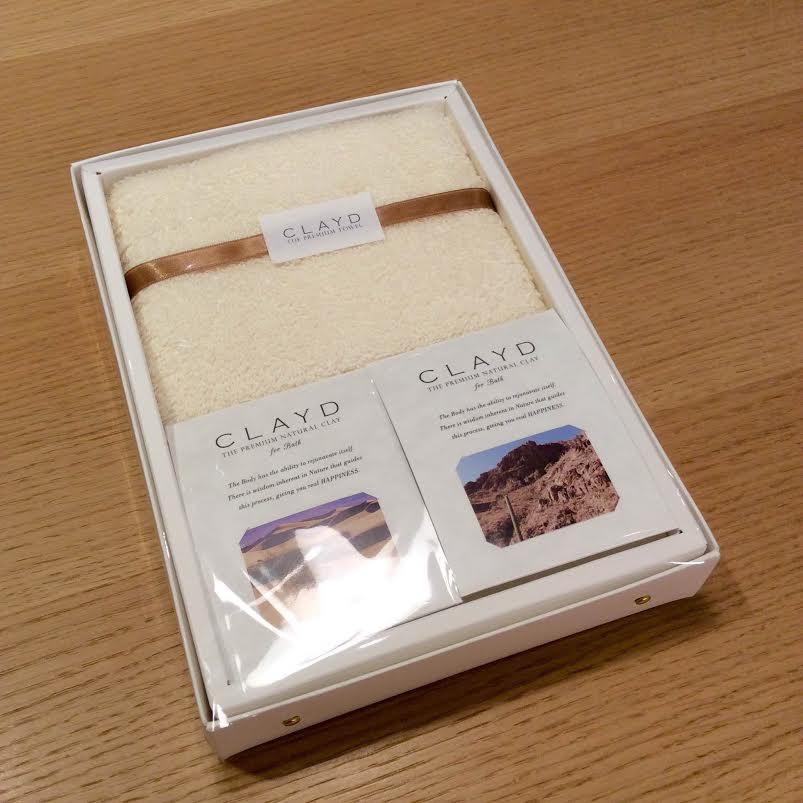 CLAYD
THE PREMIUM TOWEL
CLAYD
THE PREMIUM NATURAL CLAY
for Bath
The Body has the ability to rejuvenate itself.
There is wisdom inherent in Nature that guides
this process, giving you real HAPPINESS.
CLAYD
THE PREMIUM NATURAL CLAY
for Bath
The Body has the ability to rejuvenate itself.
There is wisdom inherent in Nature that guides
this process, giving you real HAPPINESS.